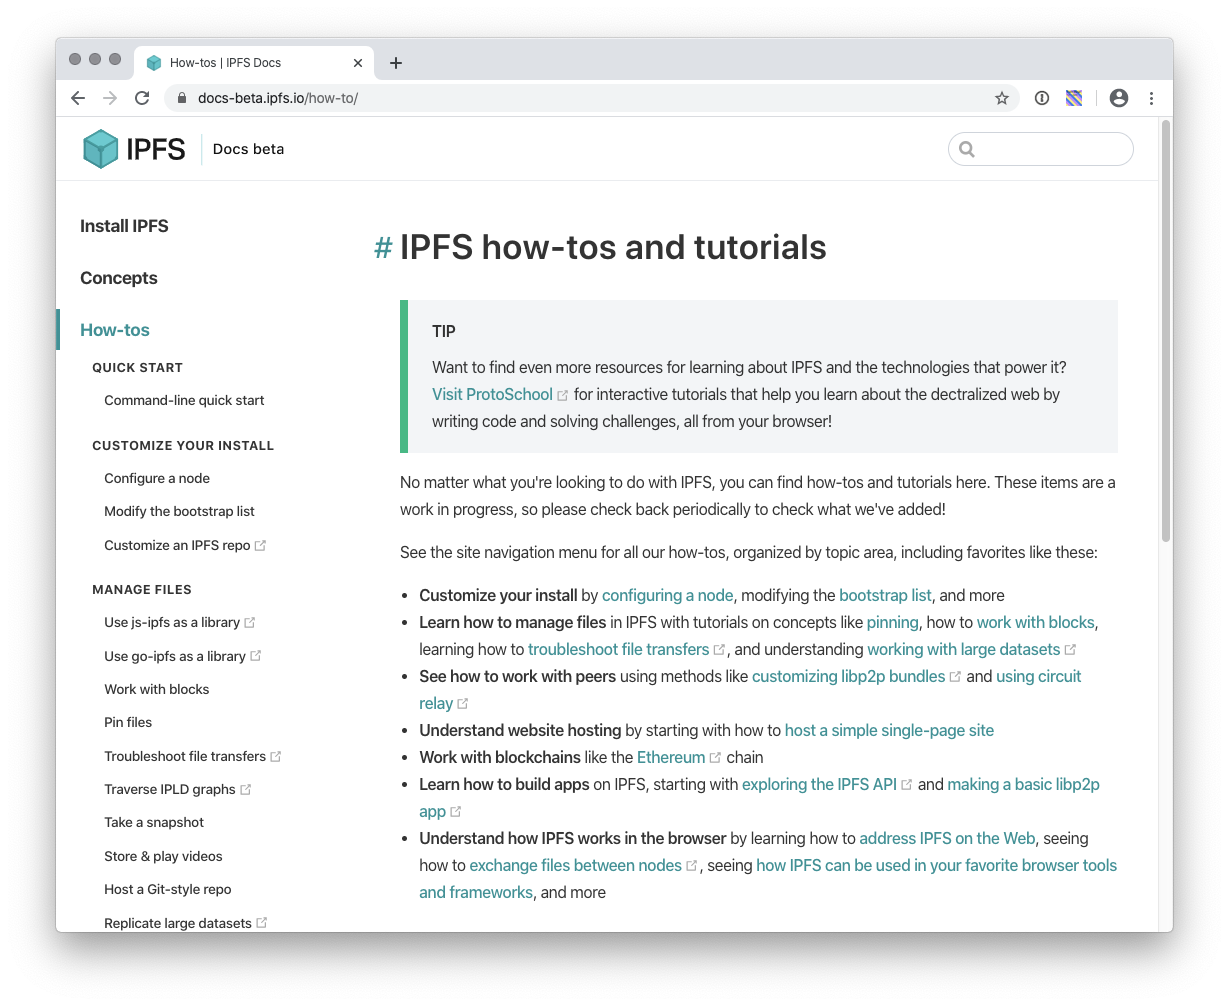 How-tos | IPFS Docs
docs-beta.ipfs.io/how-to/
IPFS
Docs beta
Install IPFS
Concepts
How-tos
QUICK START
Command-line quick start
CUSTOMIZE YOUR INSTALL
Configure a node
Modify the bootstrap list
Customize an IPFS repo
MANAGE FILES
Use js-ipfs as a library
Use go-ipfs as a library
Work with blocks
Pin files
Troubleshoot file transfers
Traverse IPLD graphs
Take a snapshot
Store & play videos
Host a Git-style repo
Replicate large datasets
# IPFS how-tos and tutorials
TIP
Want to find even more resources for learning about IPFS and the technologies that power it?
Visit ProtoSchool for interactive tutorials that help you learn about the dectralized web by
writing code and solving challenges, all from your browser!
No matter what you're looking to do with IPFS, you can find how-tos and tutorials here. These items are a
work in progress, so please check back periodically to check what we've added!
See the site navigation menu for all our how-tos, organized by topic area, including favorites like these:
• Customize your install by configuring a node, modifying the bootstrap list, and more
• Learn how to manage files in IPFS with tutorials on concepts like pinning, how to work with blocks,
learning how to troubleshoot file transfers , and understanding working with large datasets
• See how to work with peers using methods like customizing libp2p bundles and using circuit
relay
• Understand website hosting by starting with how to host a simple single-page site
• Work with blockchains like the Ethereum chain
• Learn how to build apps on IPFS, starting with exploring the IPFS API and making a basic libp2p
app
• Understand how IPFS works in the browser by learning how to address IPFS on the Web, seeing
how to exchange files between nodes , seeing how IPFS can be used in your favorite browser tools
and frameworks, and more